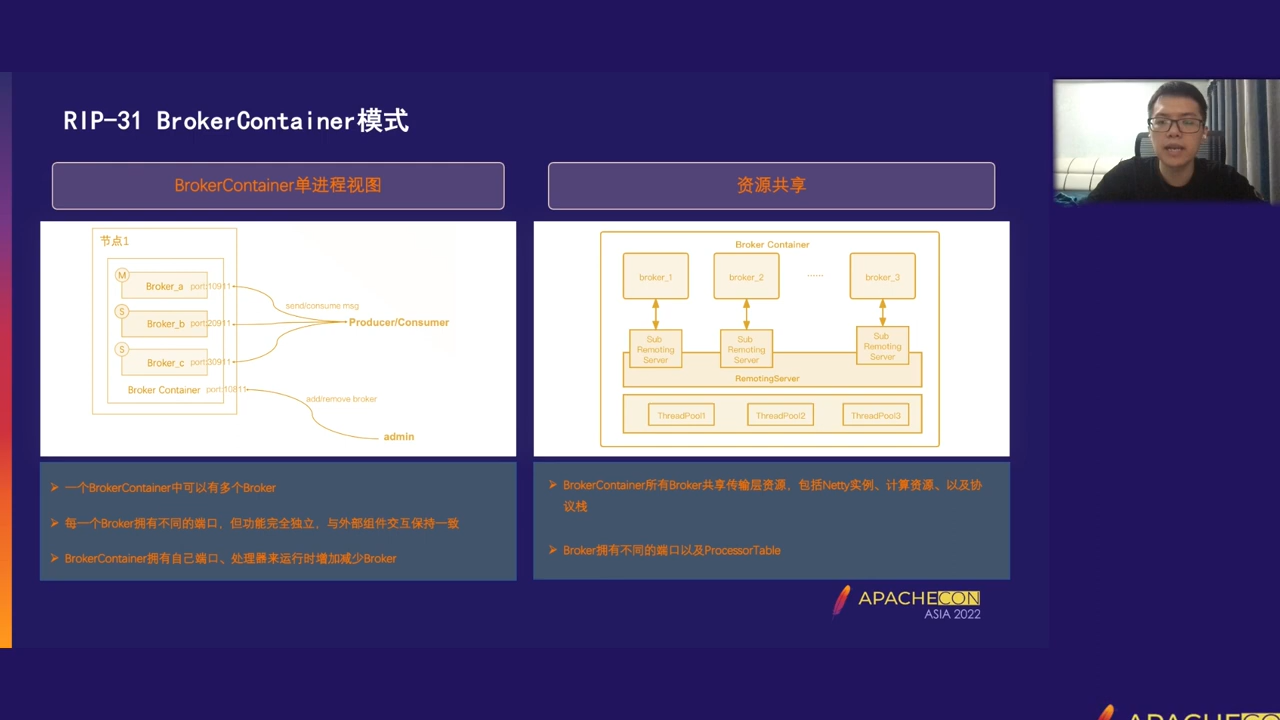 RIP-31 BrokerContainer模式
BrokerContainer单进程视图
节点1
M
Broker_a port:10911
send/consume msg
S
Broker_b port:20911
Producer/Consumer
S
Broker_c port:30911
Broker Container port:10811
add/remove broker
admin
➢ 一个BrokerContainer中可以有多个Broker
➢ 每一个Broker拥有不同的端口，但功能完全独立，与外部组件交互保持一致
➢ BrokerContainer拥有自己端口、处理器来运行时增加减少Broker
资源共享
Broker Container
broker_1 broker_2 ...... broker_3
Sub
Remoting
Server
Sub
Remoting
Server
Sub
Remoting
Server
RemotingServer
ThreadPool1 ThreadPool2 ThreadPool3
➢ BrokerContainer所有Broker共享传输层资源，包括Netty实例、计算资源、以及协
议栈
➢ Broker拥有不同的端口以及ProcessorTable
APACHECON
ASIA 2022